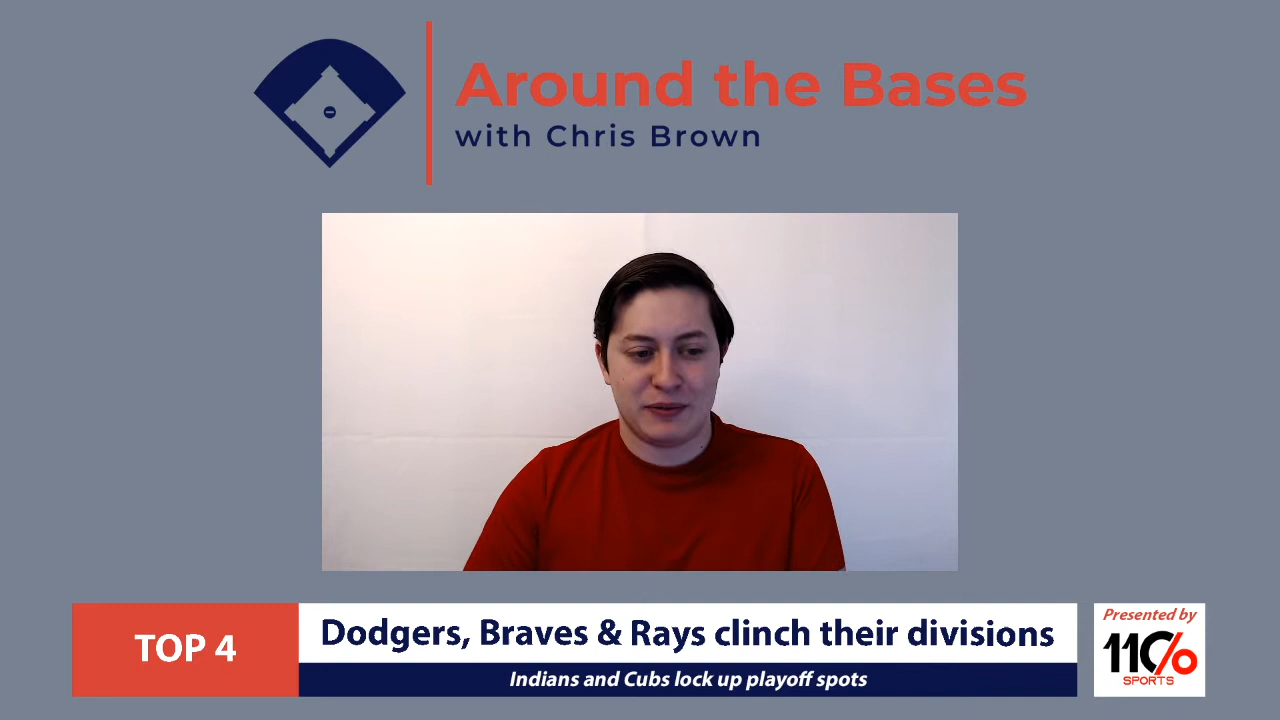 Around the Bases
with Chris Brown
TOP 4
Dodgers, Braves & Rays clinch their divisions
Indians and Cubs lock up playoff spots
Presented by
110%
SPORTS